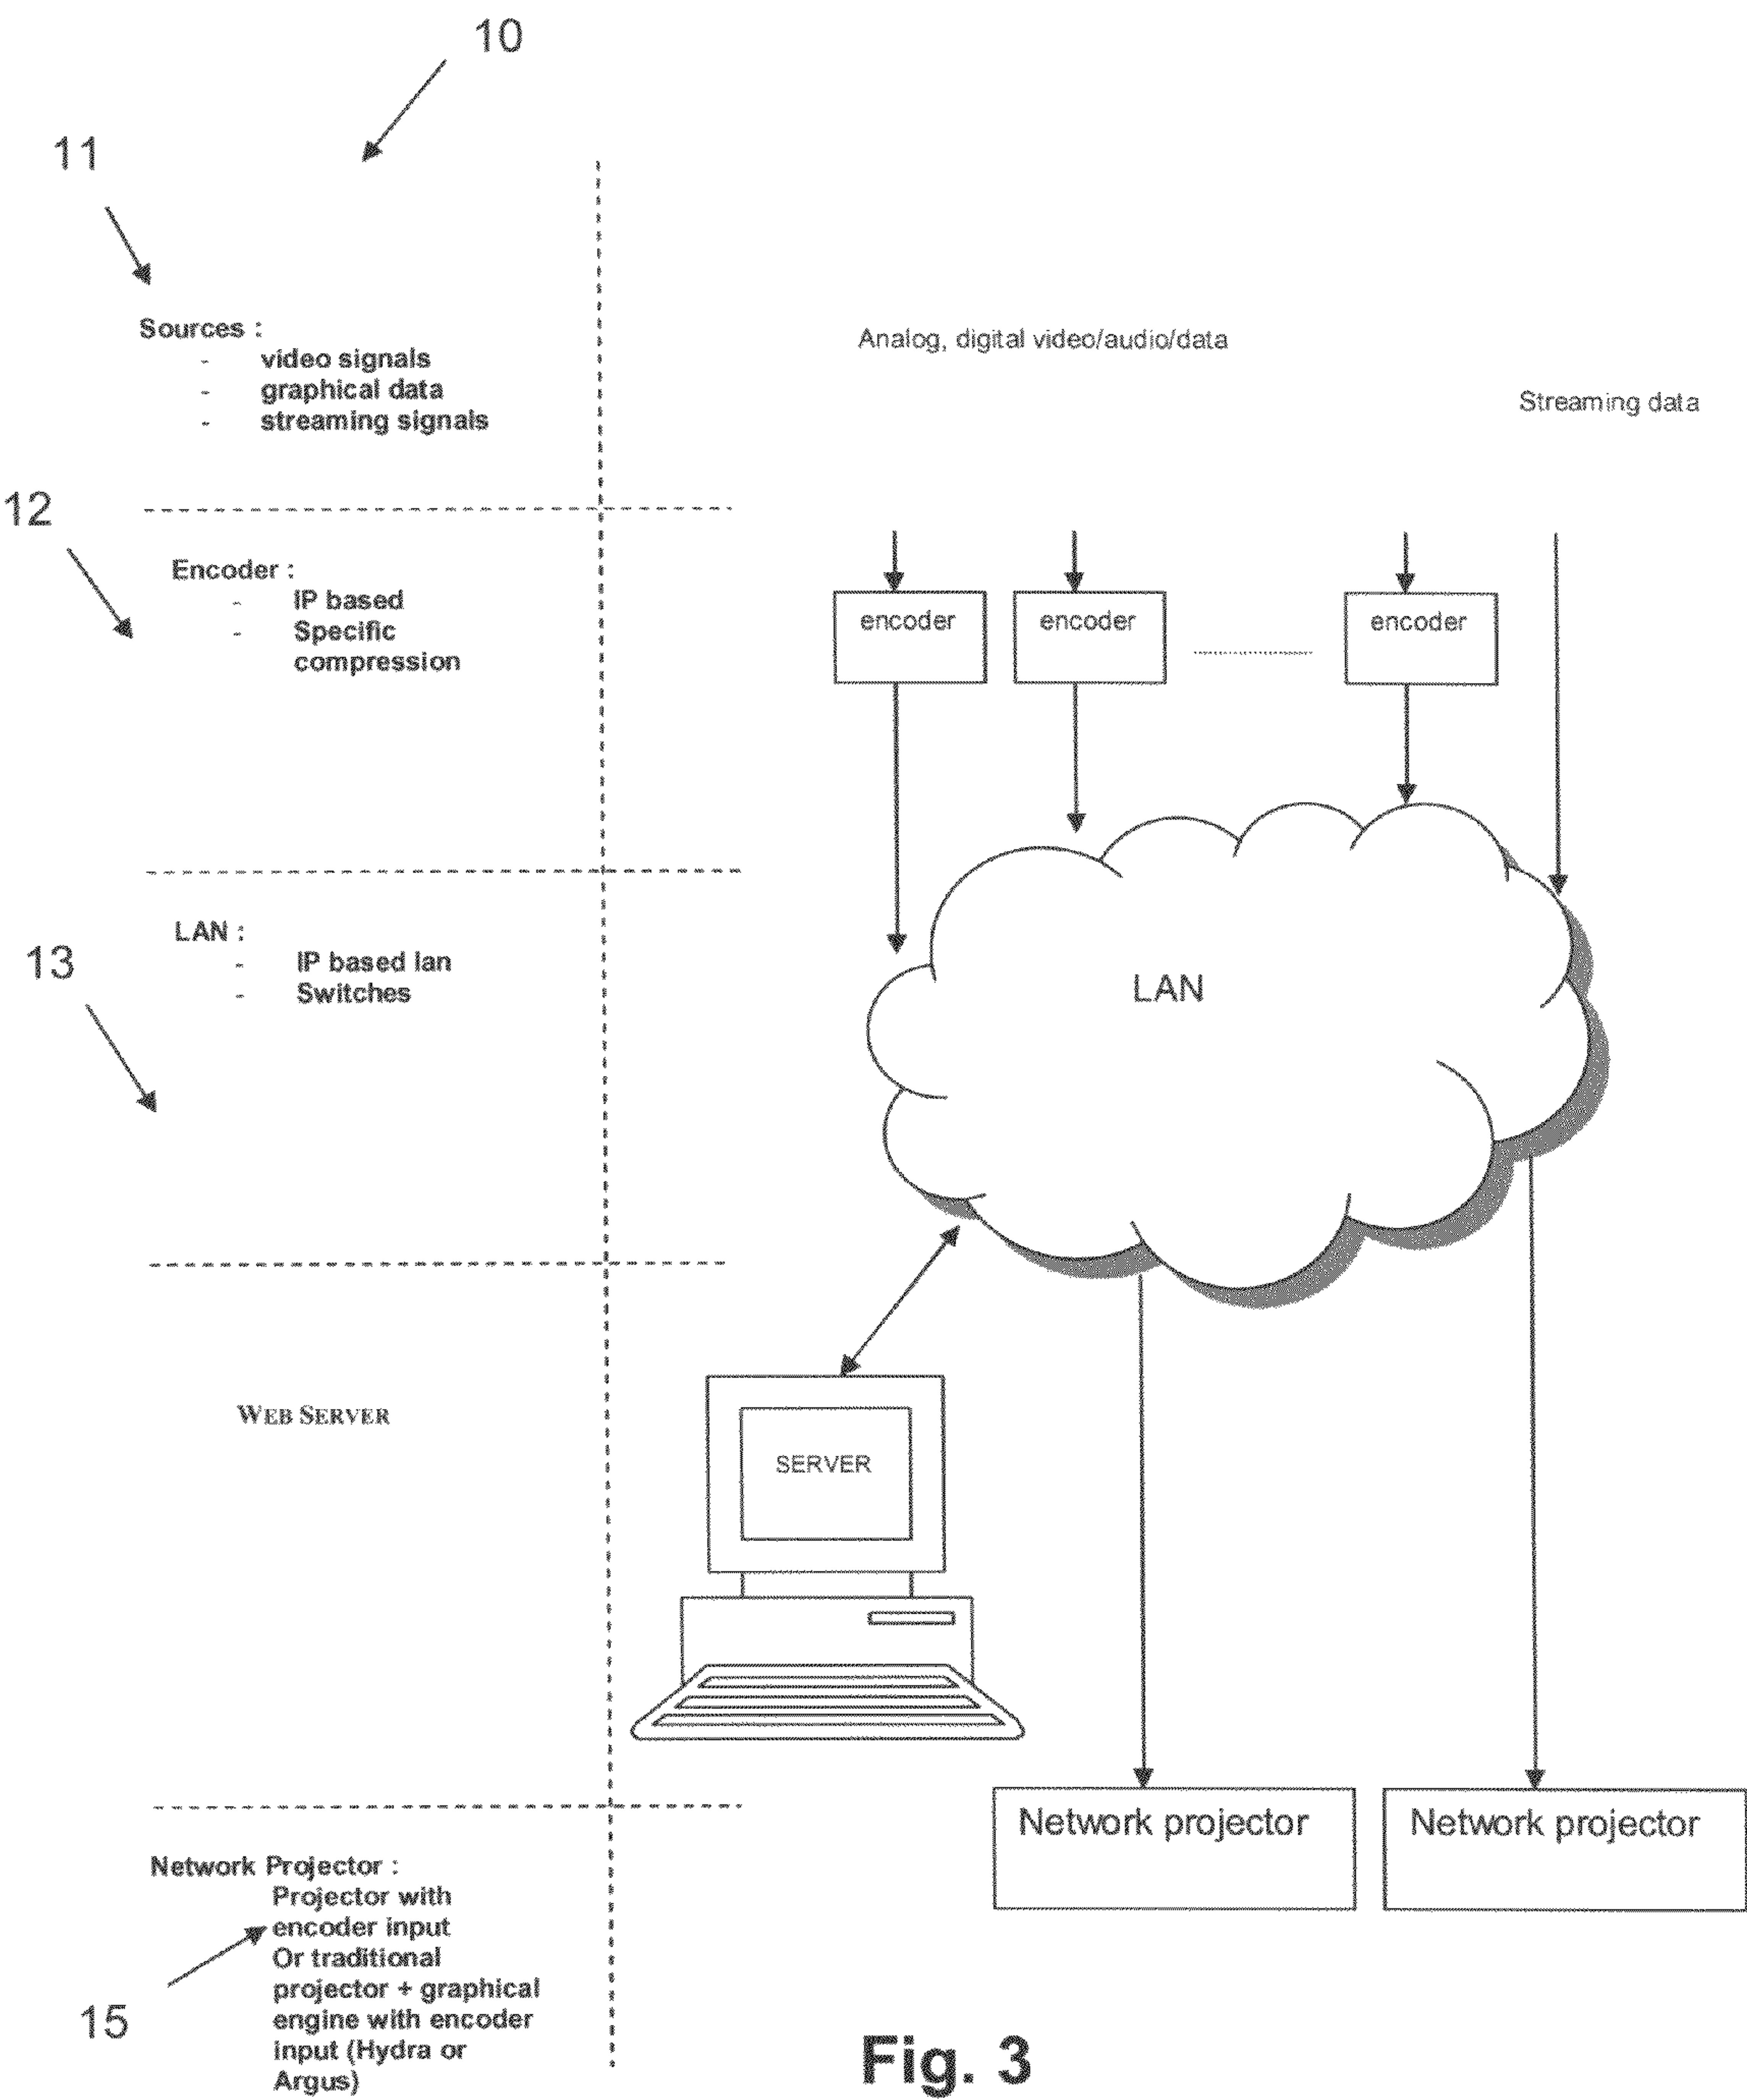 10
11
Sources :
- video signals
- graphical data
- streaming signals
Analog, digital video/audio/data
Streaming data
12
Encoder :
- IP based
- Specific
compression
encoder
encoder
encoder
13
LAN :
- IP based lan
- Switches
LAN
WEB SERVER
SERVER
Network projector
Network projector
Network Projector :
Projector with
encoder input
Or traditional
projector + graphical
engine with encoder
input (Hydra or
Argus)
15
Fig. 3